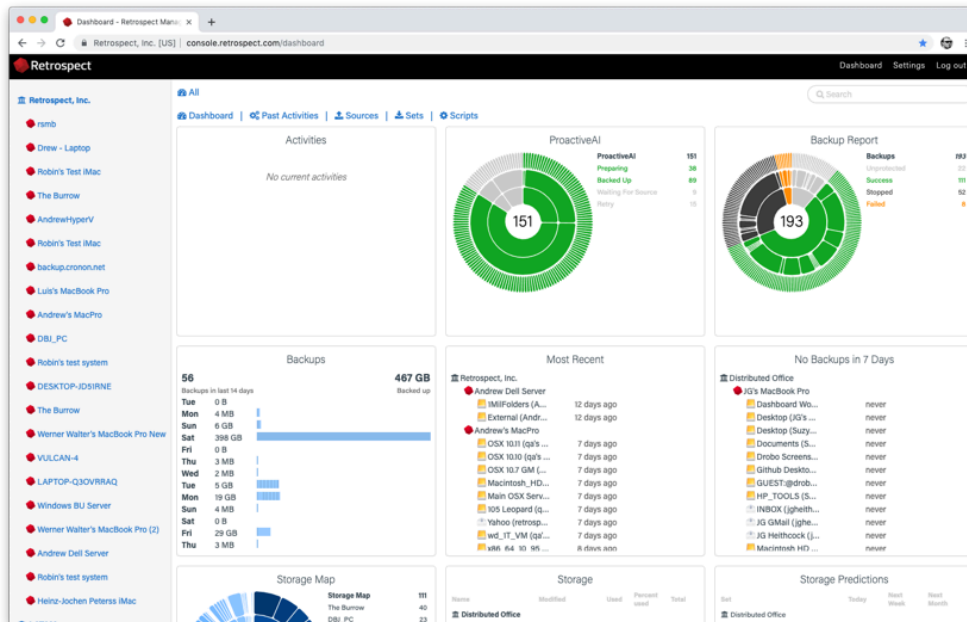 Dashboard - Retrospect Mana
Retrospect, Inc. [US] | console.retrospect.com/dashboard
Retrospect
Dashboard Settings Log out
Retrospect, Inc.
rsmb
Drew - Laptop
Robin's Test iMac
The Burrow
AndrewHyperV
Robin's Test iMac
backup.cronon.net
Luis's MacBook Pro
Andrew's MacPro
DBJ_PC
Robin's test system
DESKTOP-JD51RNE
The Burrow
Werner Walter's MacBook Pro New
VULCAN-4
LAPTOP-Q3OVRRAQ
Windows BU Server
Werner Walter's MacBook Pro (2)
Andrew Dell Server
Robin's test system
Heinz-Jochen Peterss iMac
All
Search
Dashboard | Past Activities | Sources | Sets | Scripts
Activities
No current activities
ProactiveAI
151
ProactiveAI 151
Preparing 38
Backed Up 89
Waiting For Source 9
Retry 15
Backup Report
193
Backups 193
Unprotected 22
Success 111
Stopped 52
Failed
Backups
56 467 GB
Backups in last 14 days Backed up
Tue 0 B
Mon 4 MB
Sun 6 GB
Sat 398 GB
Fri 0 B
Thu 3 MB
Wed 2 MB
Tue 5 GB
Mon 19 GB
Sun 4 MB
Sat 0 B
Fri 29 GB
Thu 3 MB
Most Recent
Retrospect, Inc.
Andrew Dell Server
1MilFolders (A... 12 days ago
External (Andr... 12 days ago
Andrew's MacPro
OSX 10.11 (qa's ... 7 days ago
OSX 10.10 (qa's ... 7 days ago
OSX 10.7 GM (... 7 days ago
Macintosh_HD... 7 days ago
Main OSX Serv... 7 days ago
105 Leopard (q... 7 days ago
Yahoo (retrosp... 7 days ago
wd_1T_VM (qa'... 7 days ago
x86_64_10_95 ... 8 days ago
No Backups in 7 Days
Distributed Office
JG's MacBook Pro
Dashboard Wo... never
Desktop (JG's ... never
Desktop (Suzy... never
Documents (S... never
Drobo Screens... never
Github Deskto... never
GUEST:@drob... never
HP_TOOLS (S... never
INBOX (jgheith... never
JG GMail (jghe... never
JG Heithcock (j... never
Macintosh HD ... never
Storage Map
Storage Map 111
The Burrow 40
DBJ_PC 23
Storage
Name Modified Used Percent used Total
Distributed Office
Storage Predictions
Set Today Next Week Next Month
Distributed Office